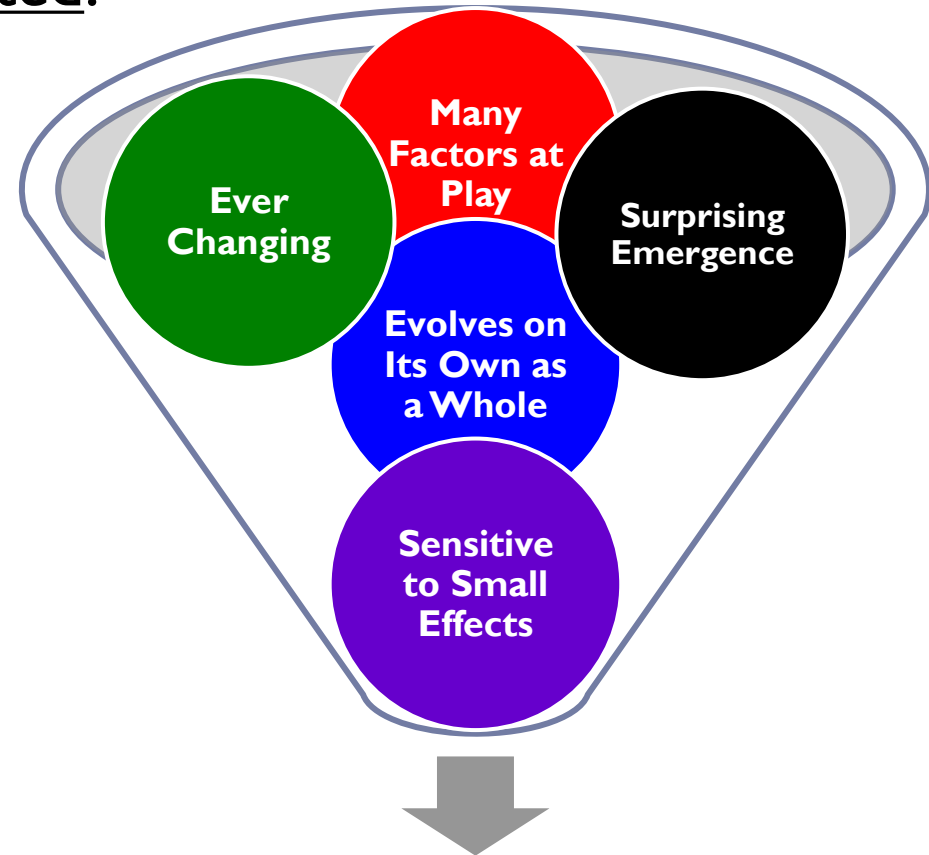 Many
Factors at
Play
Ever
Changing
Surprising
Emergence
Evolves on
Its Own as
a Whole
Sensitive
to Small
Effects